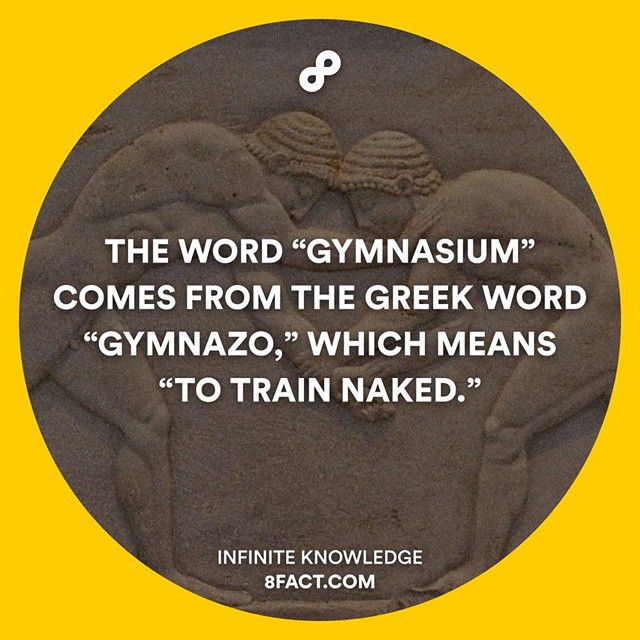 THE WORD “GYMNASIUM”
COMES FROM THE GREEK WORD
“GYMNAZO,” WHICH MEANS
“TO TRAIN NAKED.”
INFINITE KNOWLEDGE
8FACT.COM